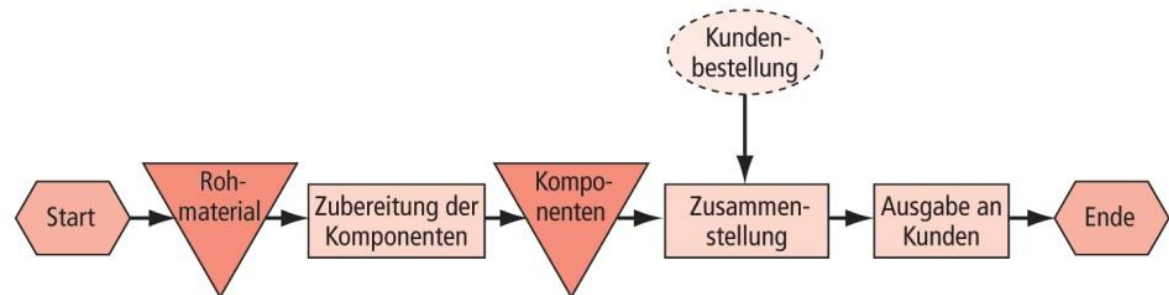 Kunden-
bestellung
Start
Roh-
material
Zubereitung der
Komponenten
Kompo-
nenten
Zusammen-
stellung
Ausgabe an
Kunden
Ende